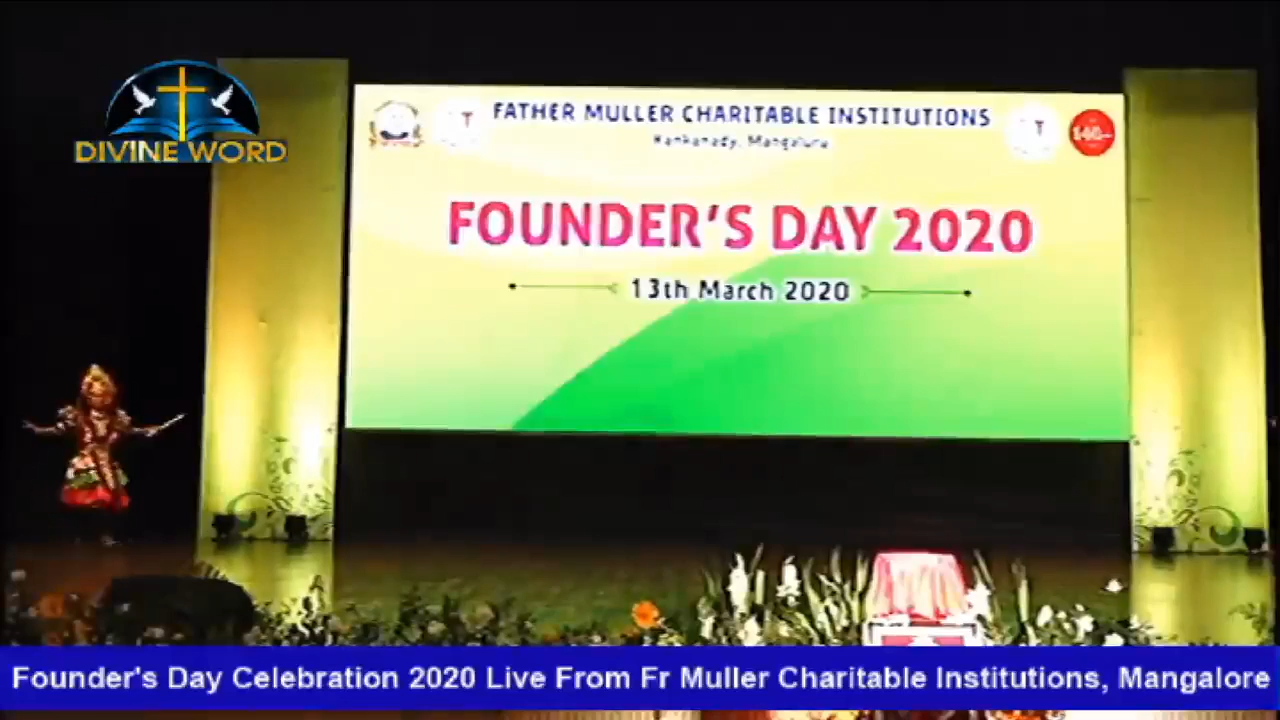 DIVINE WORD
FATHER MULLER CHARITABLE INSTITUTIONS
Kankanady, Mangaluru
140
FOUNDER'S DAY 2020
13th March 2020
Founder's Day Celebration 2020 Live From Fr Muller Charitable Institutions, Mangalore